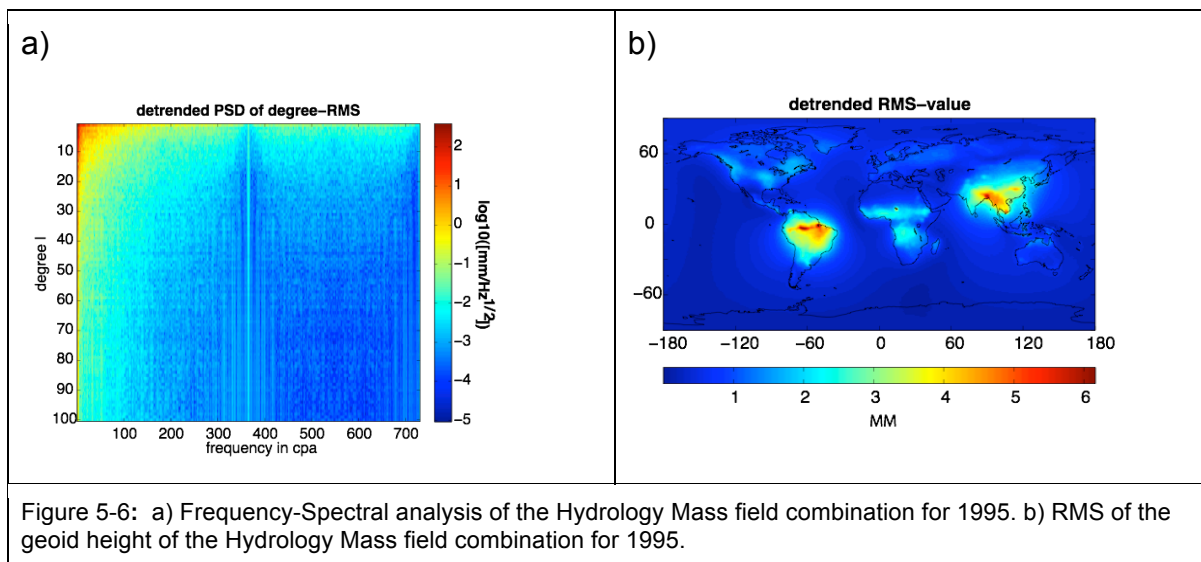 a)
detrended PSD of degree-RMS
10
20
30
40
50
60
70
80
90
100
degree l
100 200 300 400 500 600 700
frequency in cpa
2
1
0
-1
-2
-3
-4
-5
log10([mm/Hz^1/2])
b)
detrended RMS-value
60
0
-60
-180 -120 -60 0 60 120 180
1 2 3 4 5 6
MM
Figure 5-6: a) Frequency-Spectral analysis of the Hydrology Mass field combination for 1995. b) RMS of the
geoid height of the Hydrology Mass field combination for 1995.